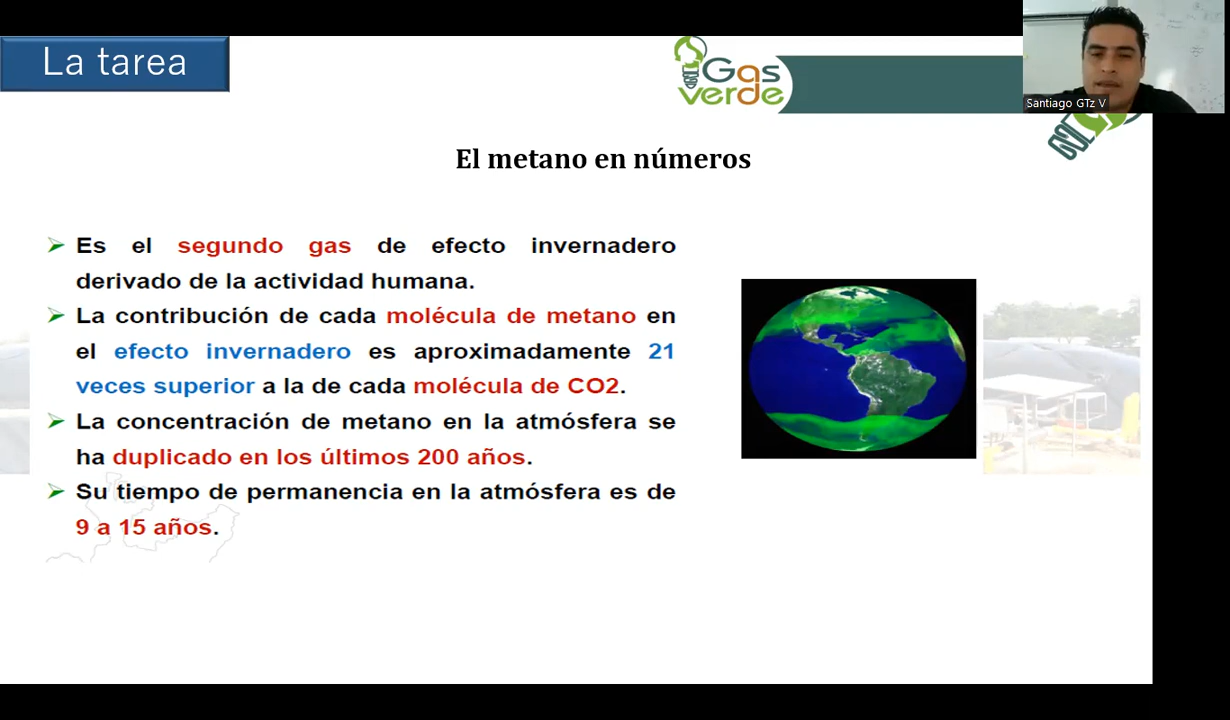 La tarea
Gas
verde
Santiago GTz V
El metano en números
Es el segundo gas de efecto invernadero
derivado de la actividad humana.
La contribución de cada molécula de metano en
el efecto invernadero es aproximadamente 21
veces superior a la de cada molécula de CO2.
La concentración de metano en la atmósfera se
ha duplicado en los últimos 200 años.
Su tiempo de permanencia en la atmósfera es de
9 a 15 años.